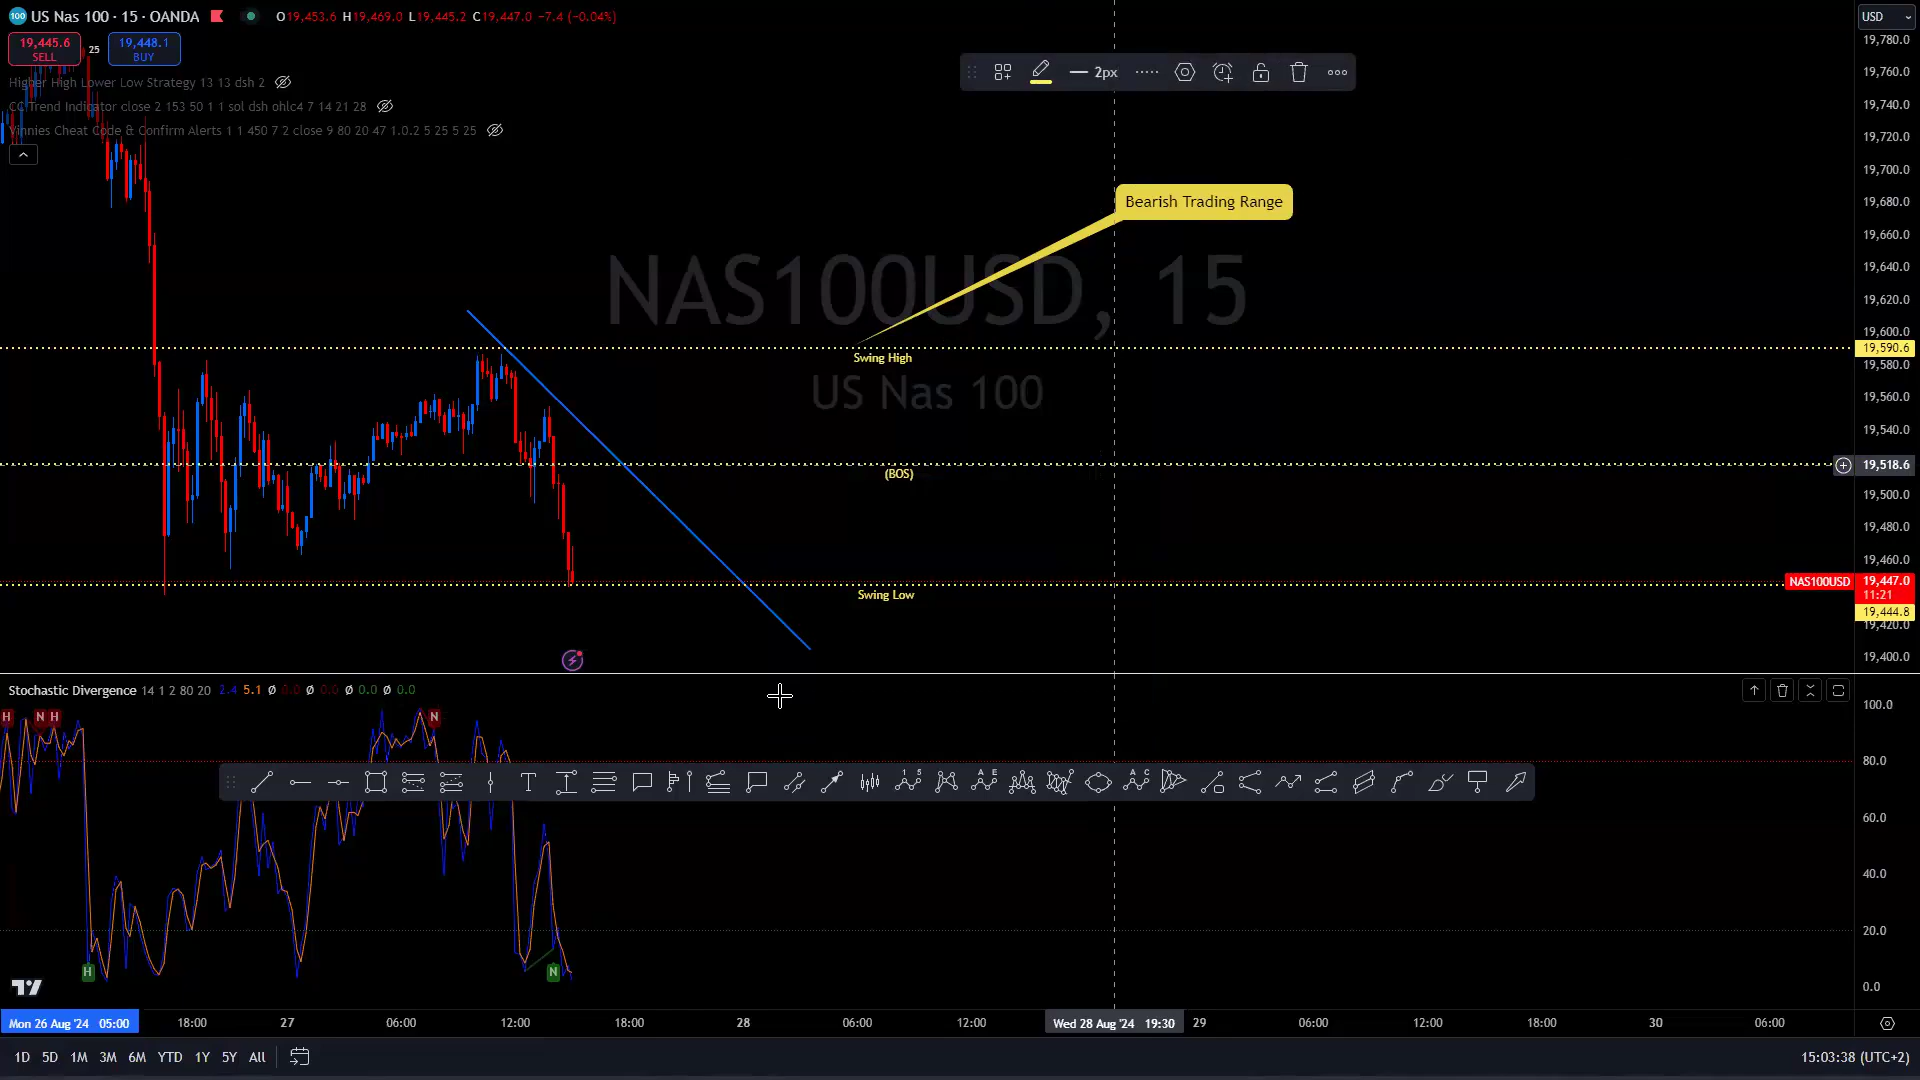 US Nas 100 · 15 · OANDA O19,453.6 H19,469.0 L19,445.2 C19,447.0 −7.4 (−0.04%)
USD
19,445.6
SELL
25
19,448.1
BUY
Higher High Lower Low Strategy 13 13 dsh 2
CC Trend Indicator close 2 153 50 1 1 sol dsh ohlc4 7 14 21 28
Vinnies Cheat Code & Confirm Alerts 1 1 450 7 2 close 9 80 20 47 1.0.2 5 25 5 25
2px
Bearish Trading Range
NAS100USD, 15
US Nas 100
Swing High
(BOS)
Swing Low
19,780.0
19,760.0
19,740.0
19,720.0
19,700.0
19,680.0
19,660.0
19,640.0
19,620.0
19,600.0
19,590.6
19,580.0
19,560.0
19,540.0
19,518.6
19,500.0
19,480.0
19,460.0
NAS100USD 19,447.0
11:21
19,444.8
19,420.0
19,400.0
Stochastic Divergence 14 1 2 80 20 2.4 5.1 Ø 0.0 Ø 0.0 Ø 0.0 Ø 0.0
H N H N
H N
100.0
80.0
60.0
40.0
20.0
0.0
Mon 26 Aug '24 05:00 18:00 27 06:00 12:00 18:00 28 06:00 12:00 Wed 28 Aug '24 19:30 29 06:00 12:00 18:00 30 06:00
1D 5D 1M 3M 6M YTD 1Y 5Y All
15:03:38 (UTC+2)